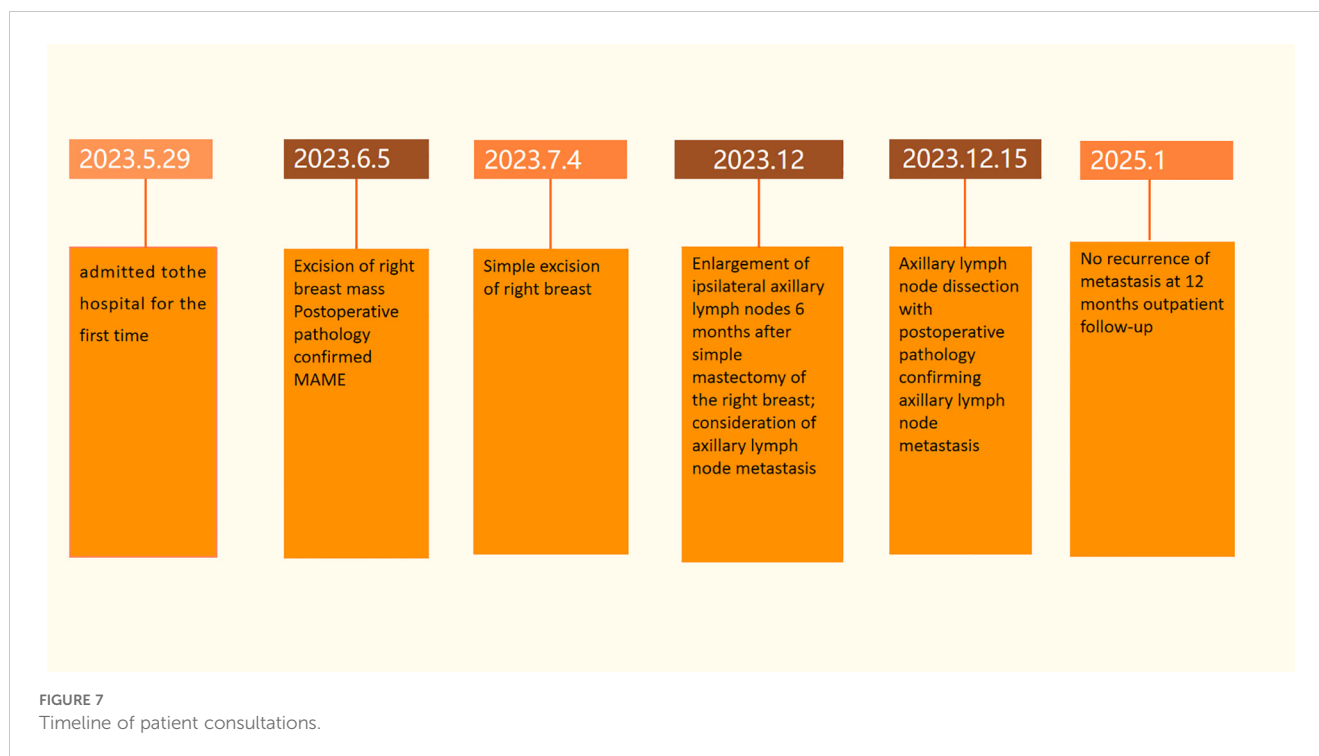 2023.5.29
2023.6.5
2023.7.4
2023.12
2023.12.15
2025.1
admitted tothe
hospital for the
first time
Excision of right
breast mass
Postoperative
pathology
confirmed
MAME
Simple excision
of right breast
Enlargement of
ipsilateral axillary
lymph nodes 6
months after
simple
mastectomy of
the right breast;
consideration of
axillary lymph
node metastasis
Axillary lymph
node dissection
with
postoperative
pathology
confirming
axillary lymph
node
metastasis
No recurrence of
metastasis at 12
months outpatient
follow-up
FIGURE 7
Timeline of patient consultations.